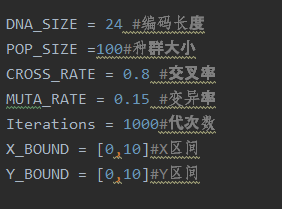 DNA_SIZE = 24 #编码长度
POP_SIZE =100#种群大小
CROSS_RATE = 0.8 #交叉率
MUTA_RATE = 0.15 #变异率
Iterations = 1000#代次数
X_BOUND = [0,10]#X区间
Y_BOUND = [0,10]#Y区间